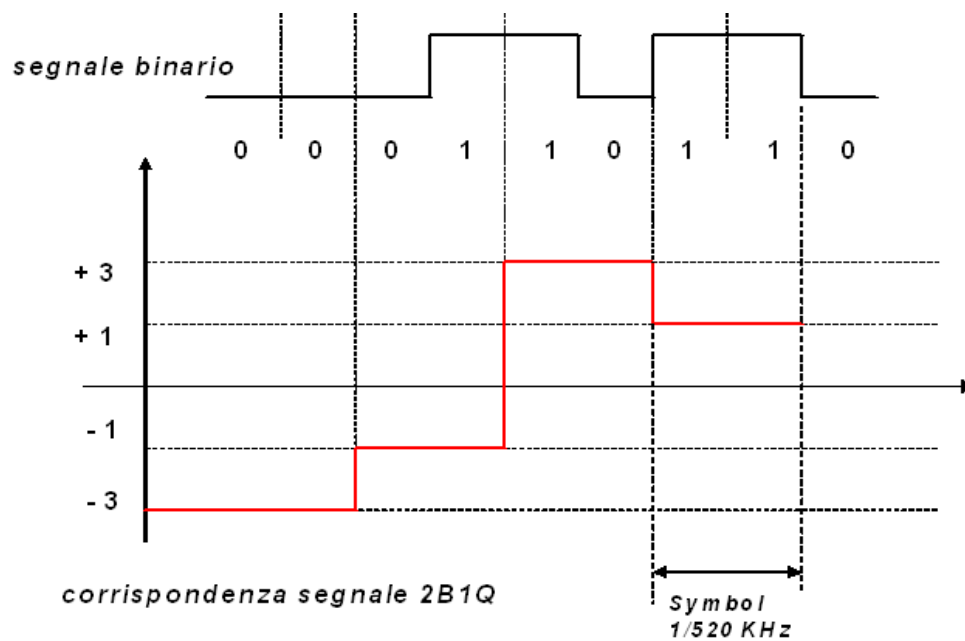 segnale binario
0 0 0 1 1 0 1 1 0
+ 3
+ 1
- 1
- 3
corrispondenza segnale 2B1Q
Symbol
1/520 KHz